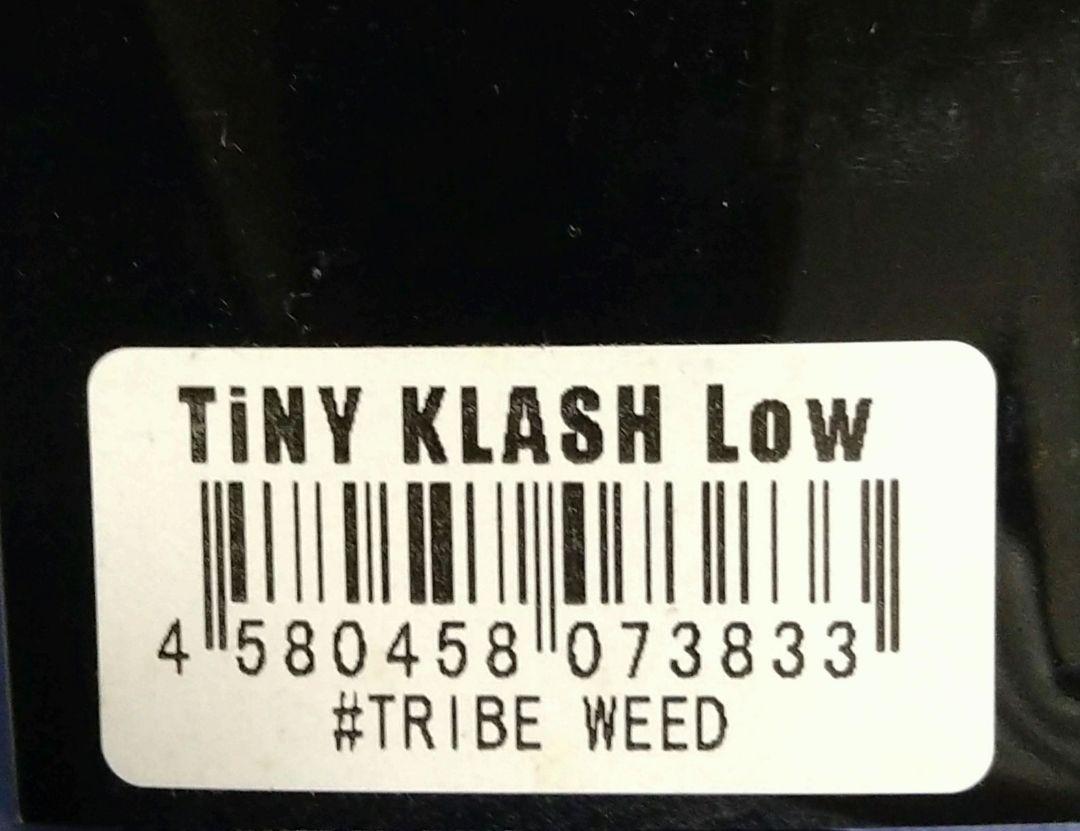 TiNY KLASH Low
4 580458 073833
#TRIBE WEED